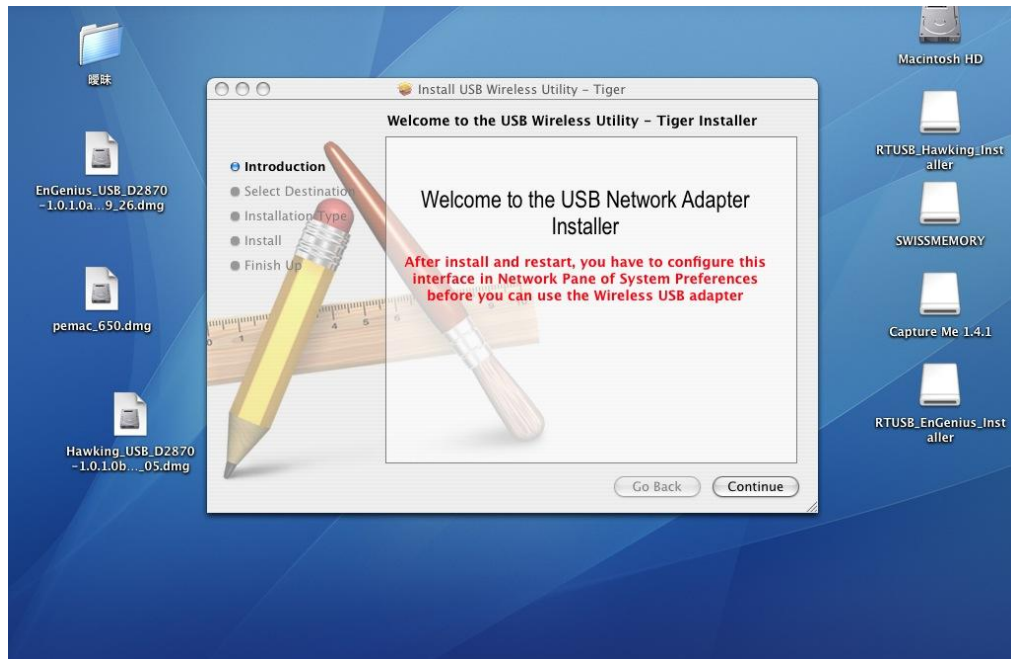 曖昧
EnGenius_USB_D2870
-1.0.1.0a...9_26.dmg
pemac_650.dmg
Hawking_USB_D2870
-1.0.1.0b..._05.dmg
Install USB Wireless Utility – Tiger
Welcome to the USB Wireless Utility – Tiger Installer
Introduction
Select Destination
Installation Type
Install
Finish Up
Welcome to the USB Network Adapter
Installer
After install and restart, you have to configure this
interface in Network Pane of System Preferences
before you can use the Wireless USB adapter
Go Back
Continue
Macintosh HD
RTUSB_Hawking_Inst
aller
SWISSMEMORY
Capture Me 1.4.1
RTUSB_EnGenius_Inst
aller